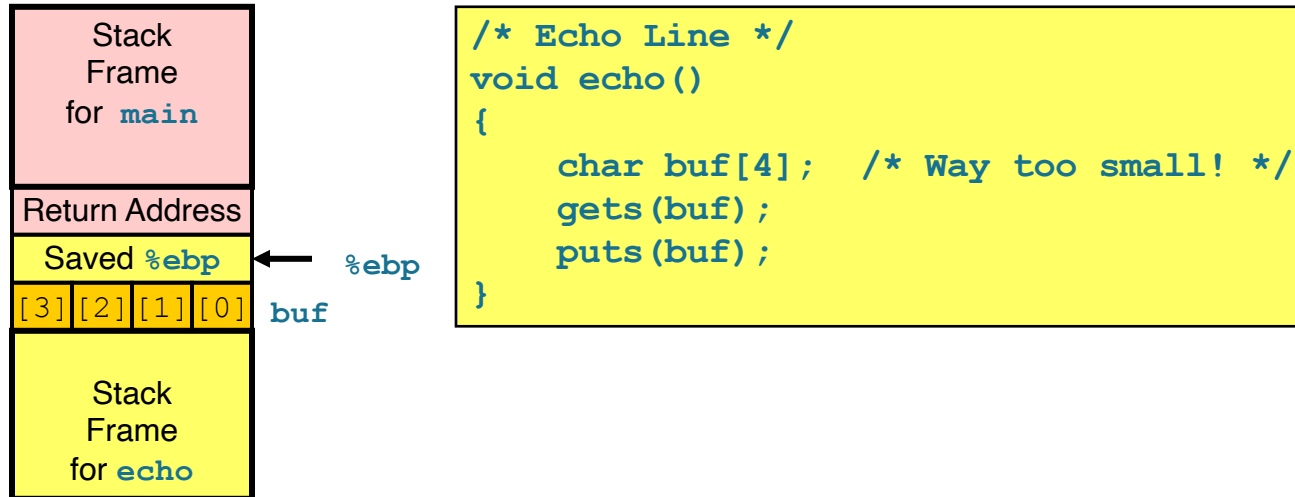 Stack
Frame
for main
Return Address
Saved %ebp
%ebp
[3] [2] [1] [0]
buf
Stack
Frame
for echo
/* Echo Line */
void echo()
{
    char buf[4];  /* Way too small! */
    gets(buf);
    puts(buf);
}